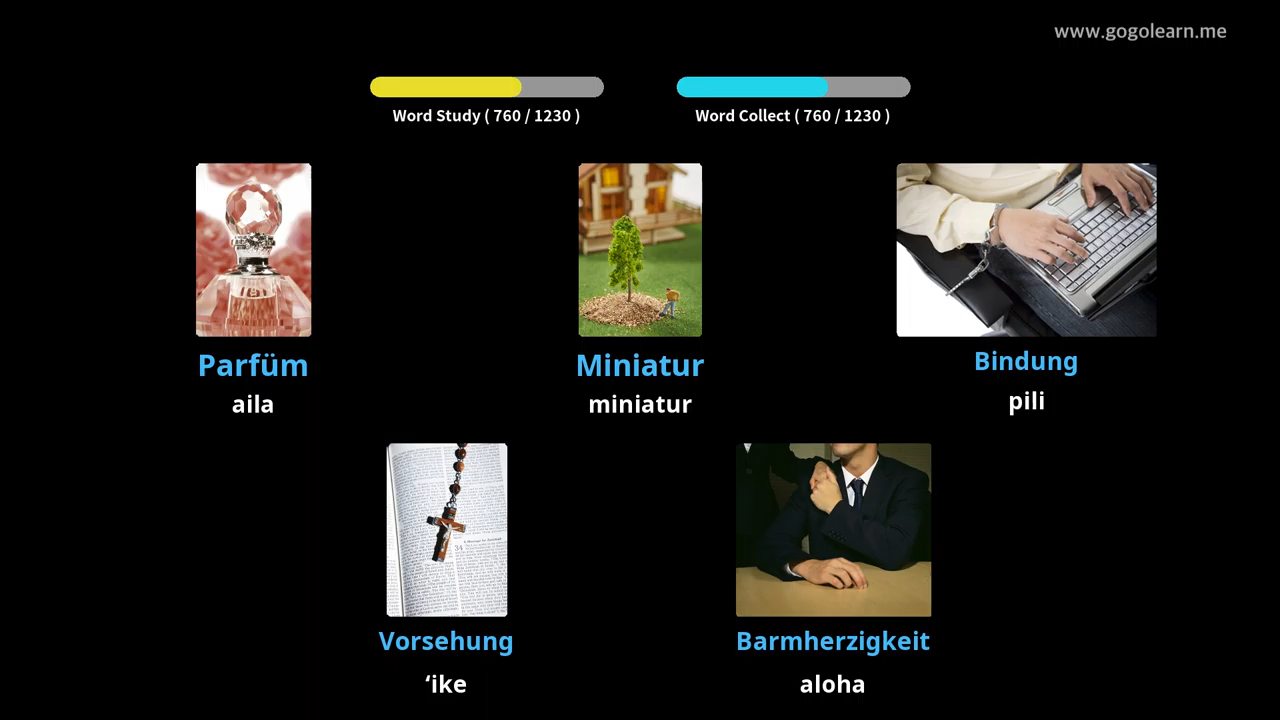 www.gogolearn.me
Word Study ( 760 / 1230 )
Word Collect ( 760 / 1230 )
Parfüm
aila
Miniatur
miniatur
Bindung
pili
Vorsehung
‘ike
Barmherzigkeit
aloha